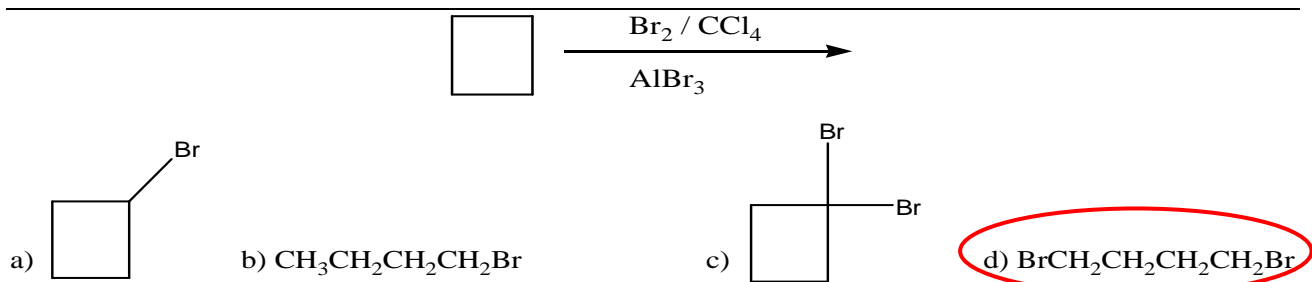 Br₂ / CCl₄
AlBr₃
Br
Br
Br
a)
b) CH₃CH₂CH₂CH₂Br
c)
d) BrCH₂CH₂CH₂CH₂Br